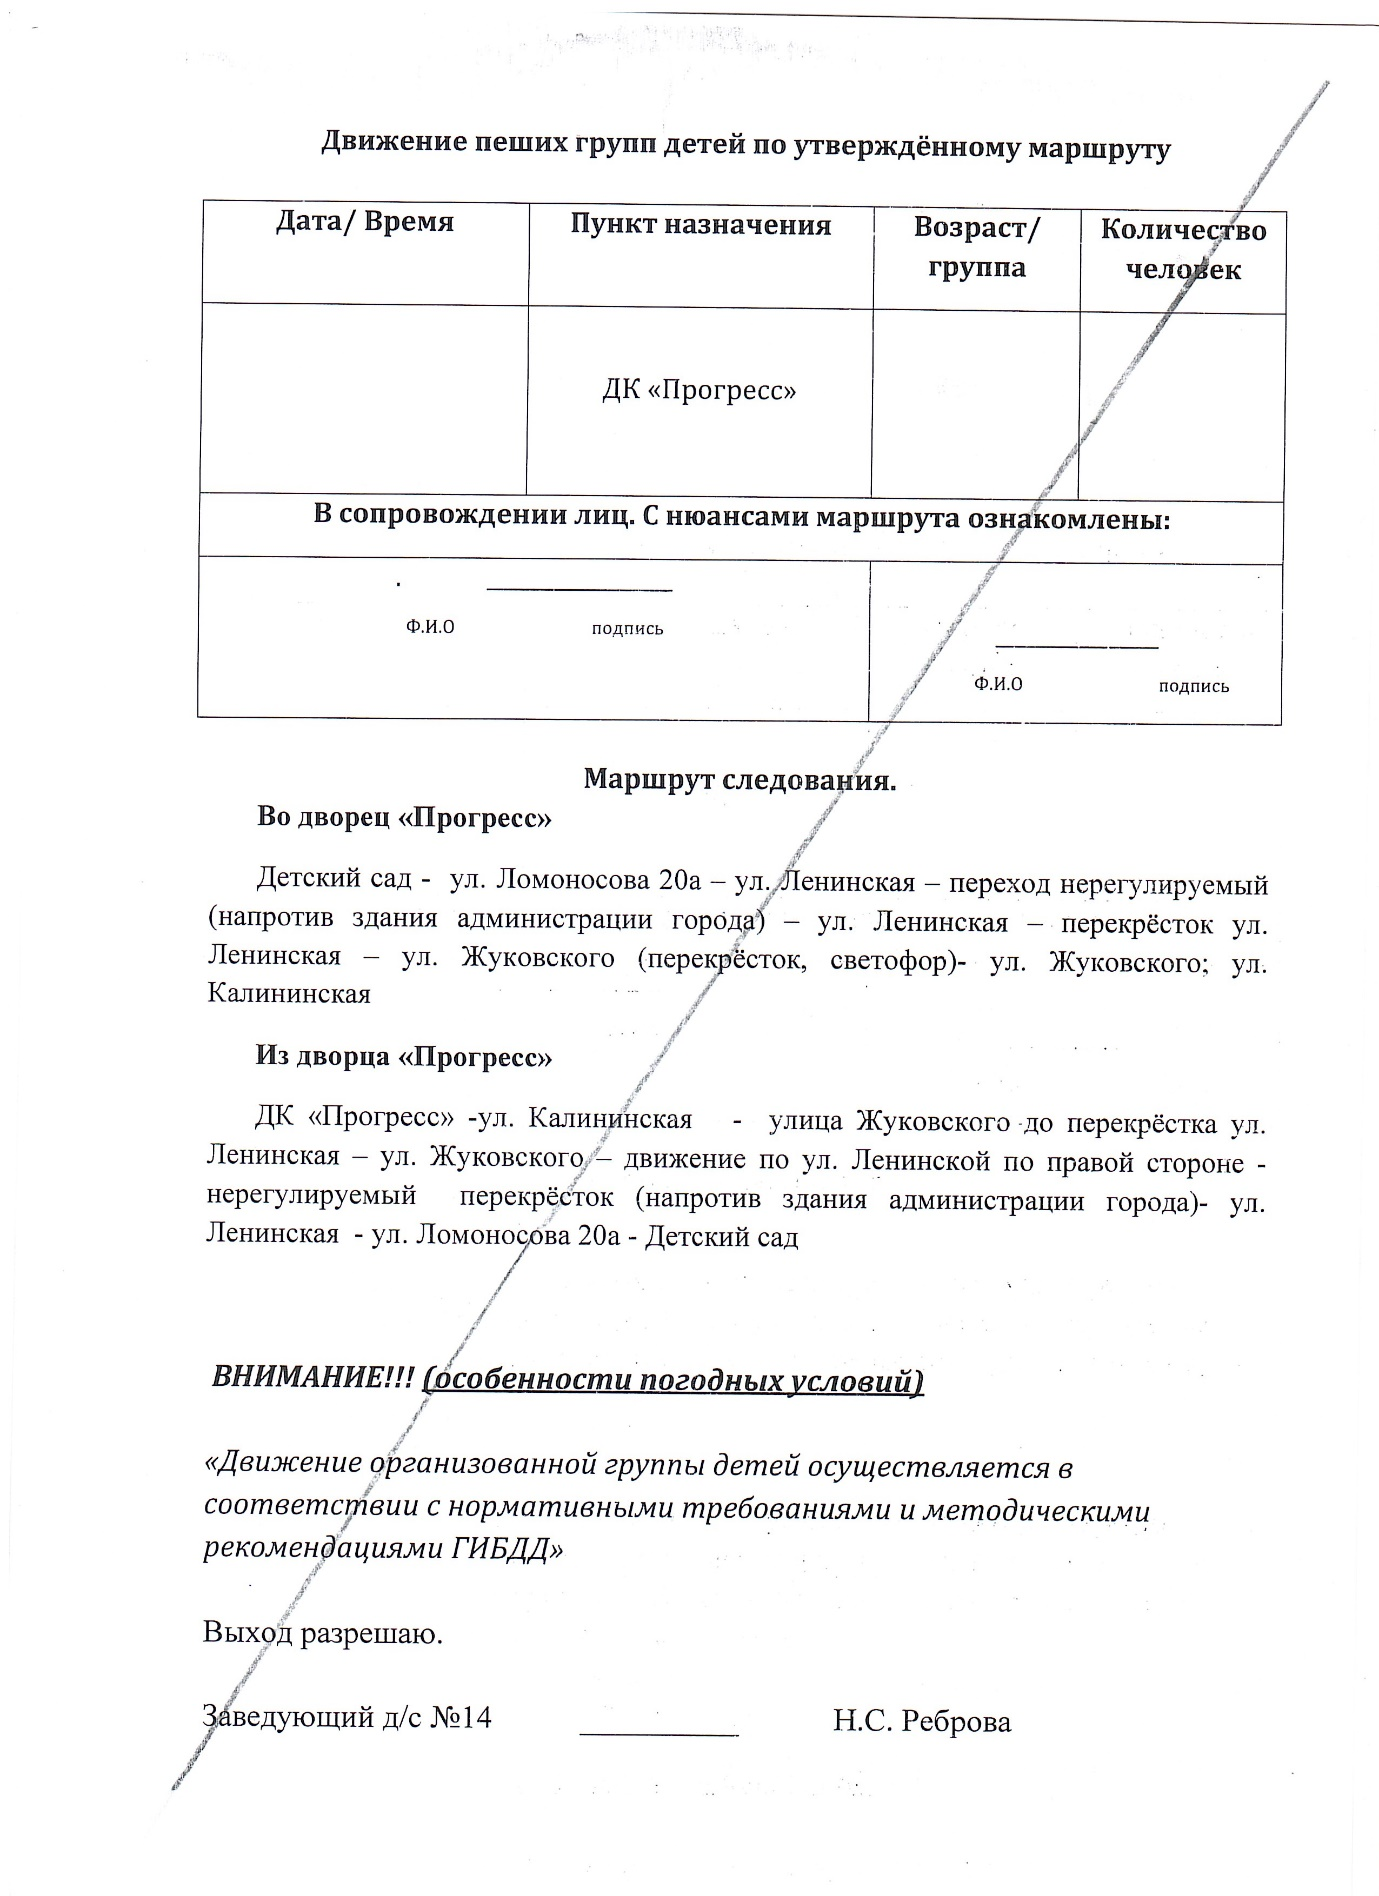 Движение пеших групп детей по утверждённому маршруту
Дата/ Время
Пункт назначения
Возраст/
группа
Количество
человек
ДК «Прогресс»
В сопровождении лиц. С нюансами маршрута ознакомлены:
Ф.И.О подпись
Ф.И.О подпись
Маршрут следования.
Во дворец «Прогресс»
Детский сад - ул. Ломоносова 20а – ул. Ленинская – переход нерегулируемый
(напротив здания администрации города) – ул. Ленинская – перекрёсток ул.
Ленинская – ул. Жуковского (перекрёсток, светофор)- ул. Жуковского; ул.
Калининская
Из дворца «Прогресс»
ДК «Прогресс» -ул. Калининская - улица Жуковского до перекрёстка ул.
Ленинская – ул. Жуковского – движение по ул. Ленинской по правой стороне -
нерегулируемый перекрёсток (напротив здания администрации города)- ул.
Ленинская - ул. Ломоносова 20а - Детский сад
ВНИМАНИЕ!!! (особенности погодных условий)
«Движение организованной группы детей осуществляется в
соответствии с нормативными требованиями и методическими
рекомендациями ГИБДД»
Выход разрешаю.
Заведующий д/с №14 __________ Н.С. Реброва